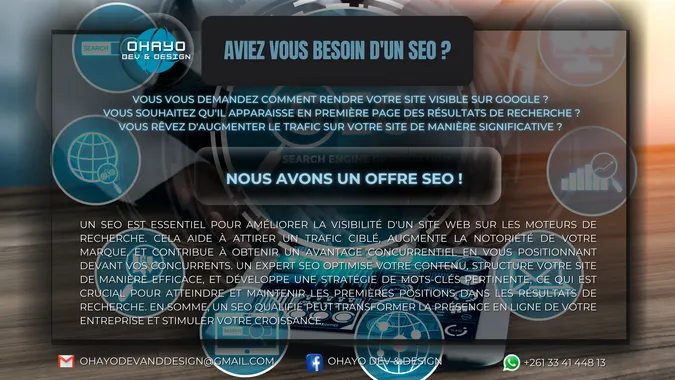 OHAYO
DEV & DESIGN
SEARCH
AVIEZ VOUS BESOIN D'UN SEO ?
VOUS VOUS DEMANDEZ COMMENT RENDRE VOTRE SITE VISIBLE SUR GOOGLE ?
VOUS SOUHAITEZ QU'IL APPARAISSE EN PREMIÈRE PAGE DES RÉSULTATS DE RECHERCHE ?
VOUS RÊVEZ D'AUGMENTER LE TRAFIC SUR VOTRE SITE DE MANIÈRE SIGNIFICATIVE ?
SEARCH ENGINE
NOUS AVONS UN OFFRE SEO !
UN SEO EST ESSENTIEL POUR AMÉLIORER LA VISIBILITÉ D'UN SITE WEB SUR LES MOTEURS DE
RECHERCHE. CELA AIDE À ATTIRER UN TRAFIC CIBLÉ, AUGMENTE LA NOTORIÉTÉ DE VOTRE
MARQUE, ET CONTRIBUE À OBTENIR UN AVANTAGE CONCURRENTIEL EN VOUS POSITIONNANT
DEVANT VOS CONCURRENTS. UN EXPERT SEO OPTIMISE VOTRE CONTENU, STRUCTURE VOTRE SITE
DE MANIÈRE EFFICACE, ET DÉVELOPPE UNE STRATÉGIE DE MOTS-CLÉS PERTINENTE, CE QUI EST
CRUCIAL POUR ATTEINDRE ET MAINTENIR LES PREMIÈRES POSITIONS DANS LES RÉSULTATS DE
RECHERCHE. EN SOMME, UN SEO QUALIFIÉ PEUT TRANSFORMER LA PRÉSENCE EN LIGNE DE VOTRE
ENTREPRISE ET STIMULER VOTRE CROISSANCE.
OHAYODEVANDDESIGN@GMAIL.COM
OHAYO DEV & DESIGN
+261 33 41 448 13